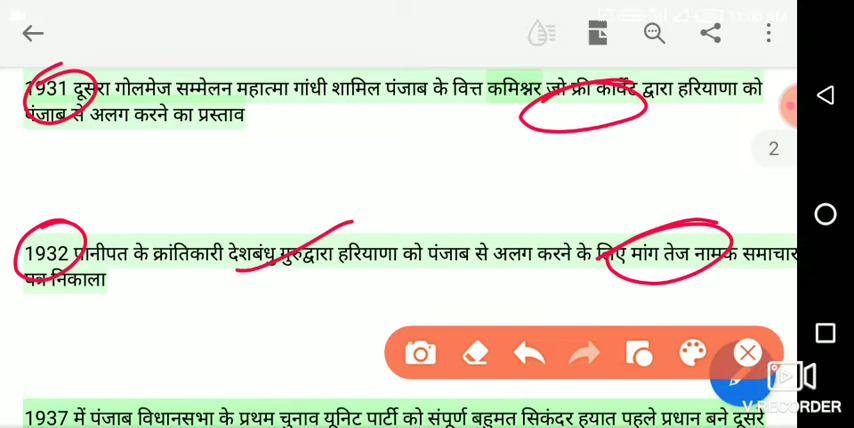 1931 दूसरा गोलमेज सम्मेलन महात्मा गांधी शामिल पंजाब के वित्त कमिश्नर जो फ्री कार्वेट द्वारा हरियाणा को
पंजाब से अलग करने का प्रस्ताव
2
1932 पानीपत के क्रांतिकारी देशबंधु गुरुद्वारा हरियाणा को पंजाब से अलग करने के लिए मांग तेज नामक समाचार
पत्र निकाला
1937 में पंजाब विधानसभा के प्रथम चुनाव यूनिट पार्टी को संपूर्ण बहुमत सिकंदर हयात पहले प्रधान बने दूसरे
V RECORDER